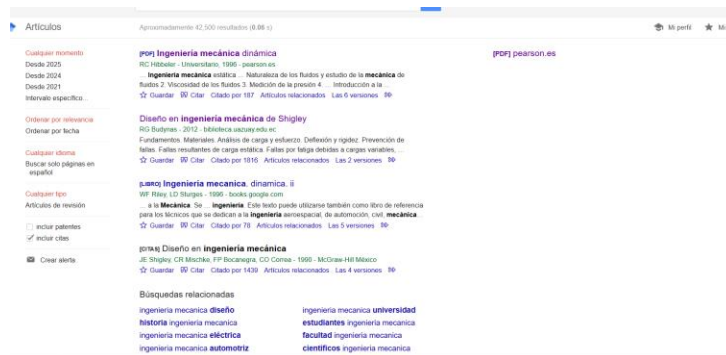 Artículos
Aproximadamente 42,500 resultados (0.06 s)
Mi perfil
Mi
Cualquier momento
Desde 2025
Desde 2024
Desde 2021
Intervalo específico...
Ordenar por relevancia
Ordenar por fecha
Cualquier idioma
Buscar solo páginas en
español
Cualquier tipo
Artículos de revisión
incluir patentes
incluir citas
Crear alerta
[PDF] Ingeniería mecánica dinámica
RC Hibbeler - Universitario, 1996 - pearson.es
... Ingeniería mecánica estática ... Naturaleza de los fluidos y estudio de la mecánica de
fluidos 2. Viscosidad de los fluidos 3. Medición de la presión 4 ... Introducción a la ...
Guardar Citar Citado por 187 Artículos relacionados Las 6 versiones
[PDF] pearson.es
Diseño en ingeniería mecánica de Shigley
RG Budynas - 2012 - biblioteca.uazuay.edu.ec
Fundamentos. Materiales. Análisis de carga y esfuerzo. Deflexión y rigidez. Prevención de
fallas. Fallas resultantes de carga estática. Fallas por fatiga debidas a cargas variables, ...
Guardar Citar Citado por 1816 Artículos relacionados Las 2 versiones
[LIBRO] Ingenieria mecanica. dinamica. ii
WF Riley, LD Sturges - 1996 - books.google.com
... a la Mecánica. Se ... ingeniería. Este texto puede utilizarse también como libro de referencia
para los técnicos que se dedican a la ingeniería aeroespacial, de automoción, civil, mecánica...
Guardar Citar Citado por 78 Artículos relacionados Las 5 versiones
[CITAS] Diseño en ingeniería mecánica
JE Shigley, CR Mischke, FP Bocanegra, CO Correa - 1990 - McGraw-Hill México
Guardar Citar Citado por 1439 Artículos relacionados Las 4 versiones
Búsquedas relacionadas
ingenieria mecanica diseño
historia ingenieria mecanica
ingenieria mecanica eléctrica
ingenieria mecanica automotriz
ingenieria mecanica universidad
estudiantes ingenieria mecanica
facultad ingenieria mecanica
científicos ingenieria mecanica